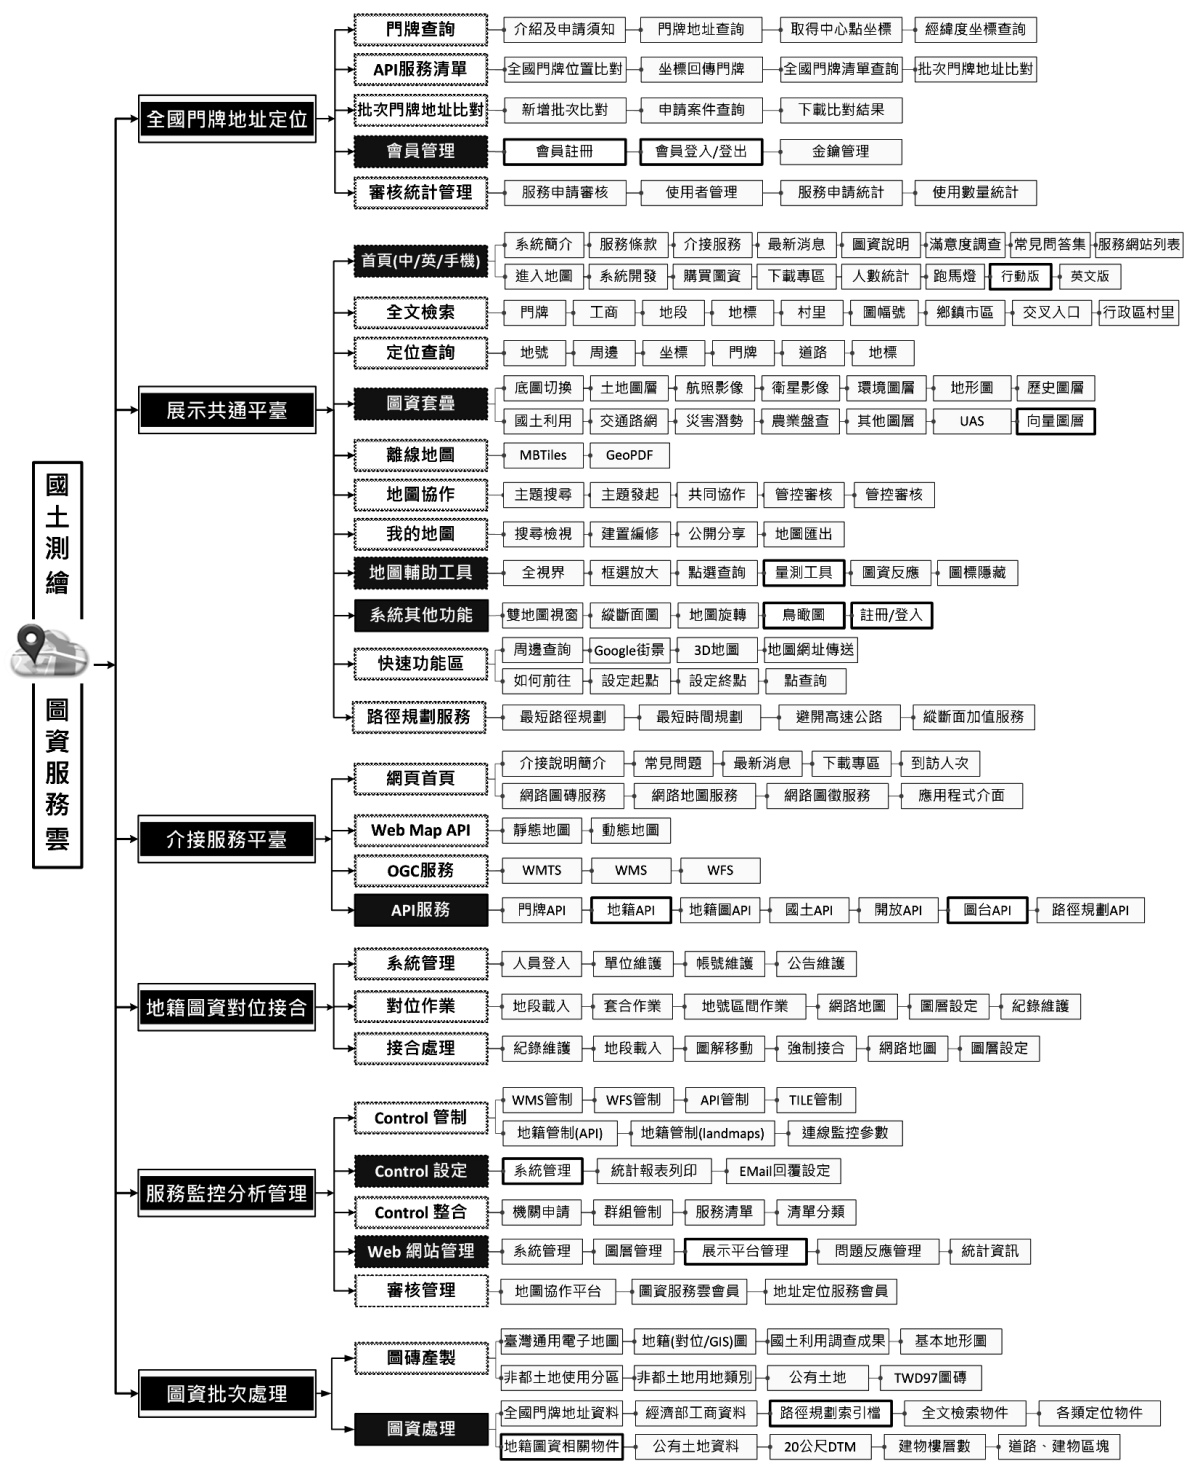 國土測繪圖資服務雲
全國門牌地址定位
門牌查詢 介紹及申請須知 門牌地址查詢 取得中心點坐標 經緯度坐標查詢
API服務清單 全國門牌位置比對 坐標回傳門牌 全國門牌清單查詢 批次門牌地址比對
批次門牌地址比對 新增批次比對 申請案件查詢 下載比對結果
會員管理 會員註冊 會員登入/登出 金鑰管理
審核統計管理 服務申請審核 使用者管理 服務申請統計 使用數量統計
展示共通平臺
首頁(中/英/手機) 系統簡介 服務條款 介接服務 最新消息 圖資說明 滿意度調查 常見問答集 服務網站列表
進入地圖 系統開發 購買圖資 下載專區 人數統計 跑馬燈 行動版 英文版
全文檢索 門牌 工商 地段 地標 村里 圖幅號 鄉鎮市區 交叉入口 行政區村里
定位查詢 地號 周邊 坐標 門牌 道路 地標
圖資套疊 底圖切換 土地圖層 航照影像 衛星影像 環境圖層 地形圖 歷史圖層
國土利用 交通路網 災害潛勢 農業盤查 其他圖層 UAS 向量圖層
離線地圖 MBTiles GeoPDF
地圖協作 主題搜尋 主題發起 共同協作 管控審核 管控審核
我的地圖 搜尋檢視 建置編修 公開分享 地圖匯出
地圖輔助工具 全視界 框選放大 點選查詢 量測工具 圖資反應 圖標隱藏
系統其他功能 雙地圖視窗 縱斷面圖 地圖旋轉 鳥瞰圖 註冊/登入
快速功能區 周邊查詢 Google街景 3D地圖 地圖網址傳送
如何前往 設定起點 設定終點 點查詢
路徑規劃服務 最短路徑規劃 最短時間規劃 避開高速公路 縱斷面加值服務
介接服務平臺
網頁首頁 介接說明簡介 常見問題 最新消息 下載專區 到訪人次
網路圖磚服務 網路地圖服務 網路圖徵服務 應用程式介面
Web Map API 靜態地圖 動態地圖
OGC服務 WMTS WMS WFS
API服務 門牌API 地籍API 地籍圖API 國土API 開放API 圖台API 路徑規劃API
地籍圖資對位接合
系統管理 人員登入 單位維護 帳號維護 公告維護
對位作業 地段載入 套合作業 地號區間作業 網路地圖 圖層設定 紀錄維護
接合處理 紀錄維護 地段載入 圖解移動 強制接合 網路地圖 圖層設定
服務監控分析管理
Control 管制 WMS管制 WFS管制 API管制 TILE管制
地籍管制(API) 地籍管制(landmaps) 連線監控參數
Control 設定 系統管理 統計報表列印 EMail回覆設定
Control 整合 機關申請 群組管制 服務清單 清單分類
Web 網站管理 系統管理 圖層管理 展示平台管理 問題反應管理 統計資訊
審核管理 地圖協作平台 圖資服務雲會員 地址定位服務會員
圖資批次處理
圖磚產製 臺灣通用電子地圖 地籍(對位/GIS)圖 國土利用調查成果 基本地形圖
非都土地使用分區 非都土地用地類別 公有土地 TWD97圖磚
圖資處理 全國門牌地址資料 經濟部工商資料 路徑規劃索引檔 全文檢索物件 各類定位物件
地籍圖資相關物件 公有土地資料 20公尺DTM 建物樓層數 道路、建物區塊